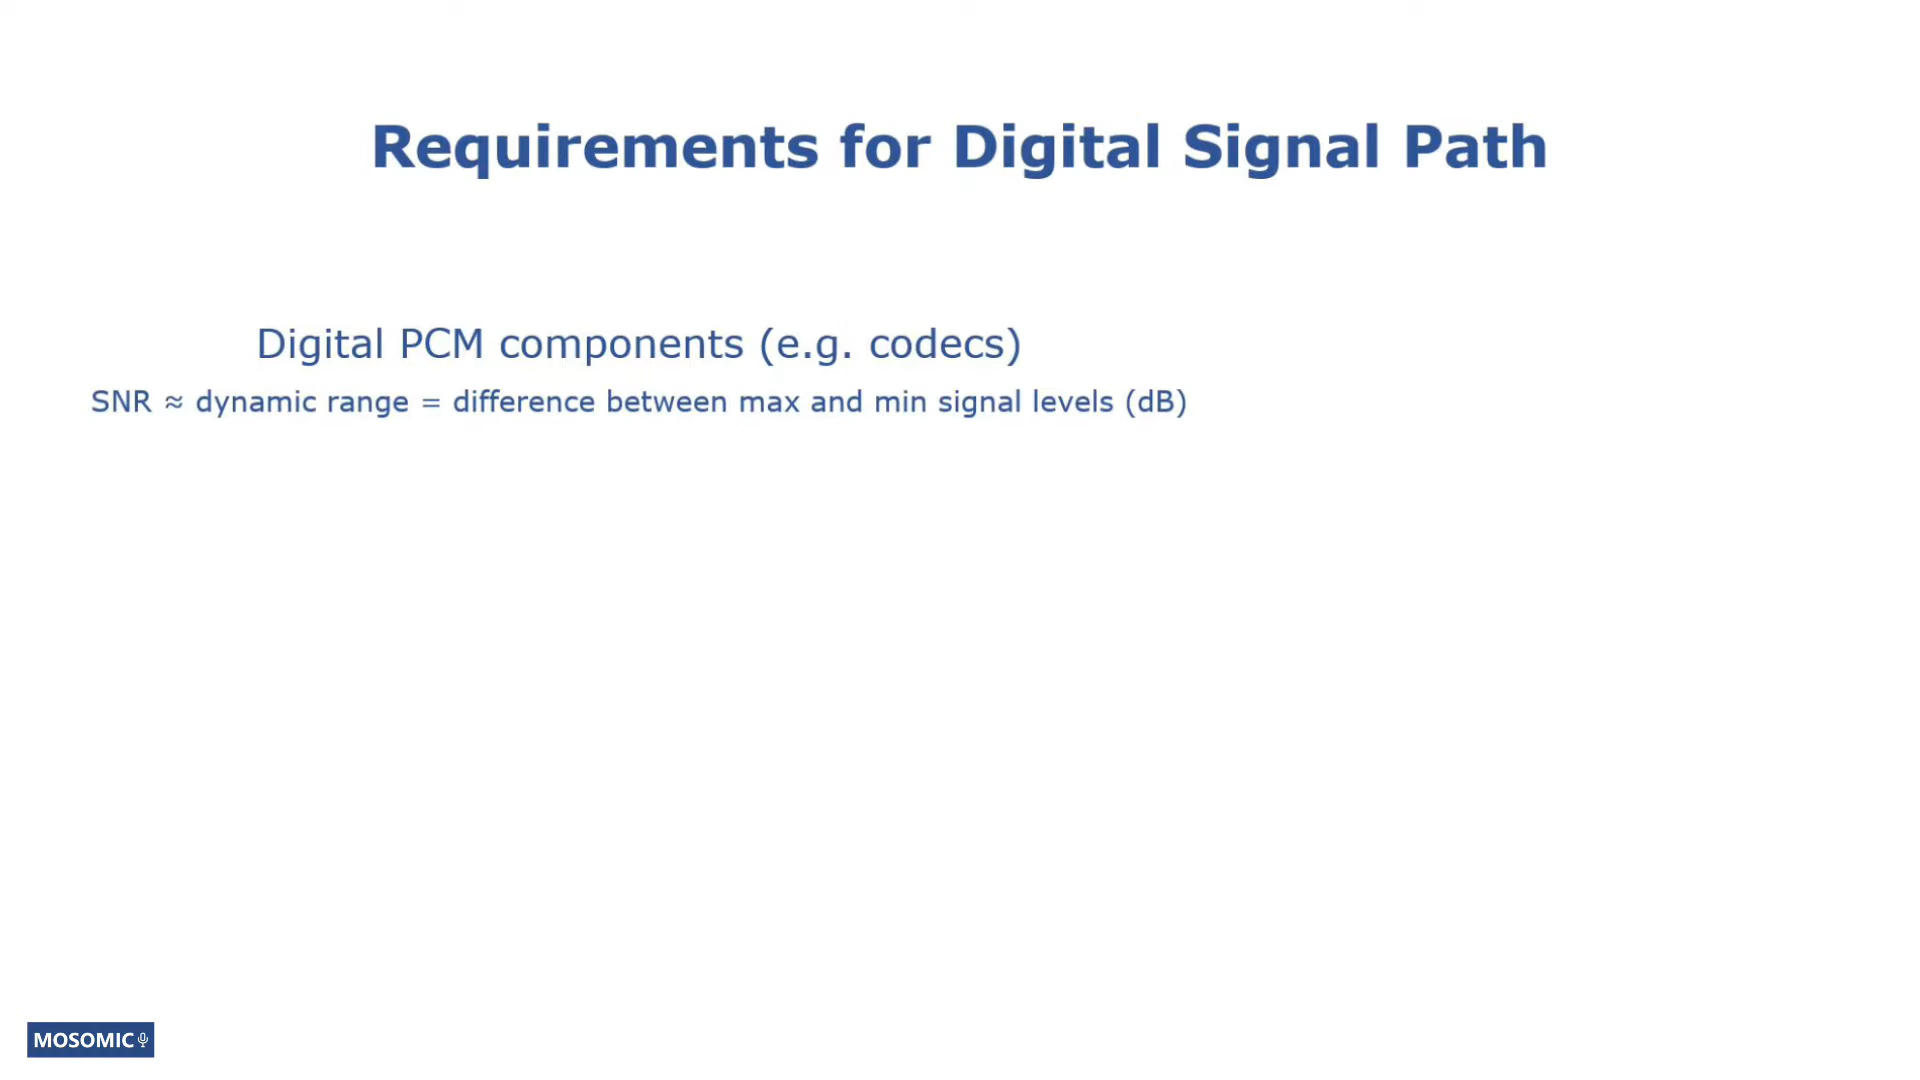 Requirements for Digital Signal Path
Digital PCM components (e.g. codecs)
SNR ≈ dynamic range = difference between max and min signal levels (dB)
MOSOMIC